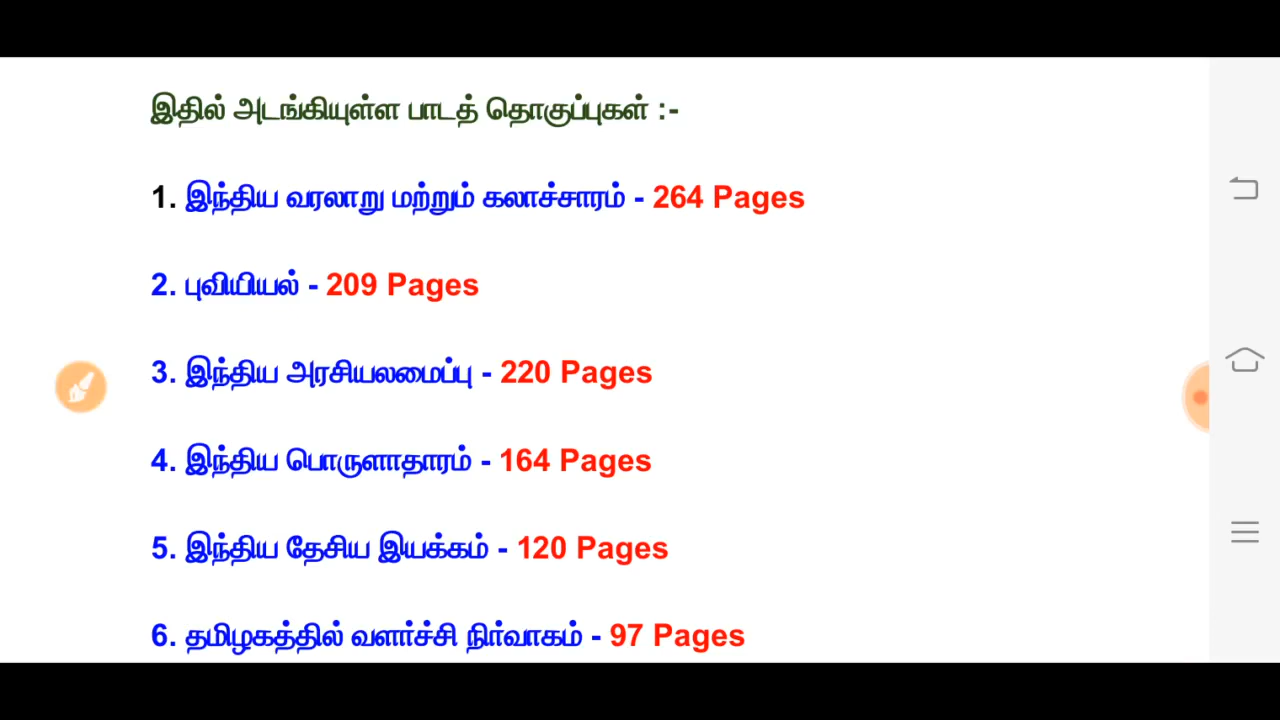 இதில் அடங்கியுள்ள பாடத் தொகுப்புகள் :-
1. இந்திய வரலாறு மற்றும் கலாச்சாரம் - 264 Pages
2. புவியியல் - 209 Pages
3. இந்திய அரசியலமைப்பு - 220 Pages
4. இந்திய பொருளாதாரம் - 164 Pages
5. இந்திய தேசிய இயக்கம் - 120 Pages
6. தமிழகத்தில் வளர்ச்சி நிர்வாகம் - 97 Pages